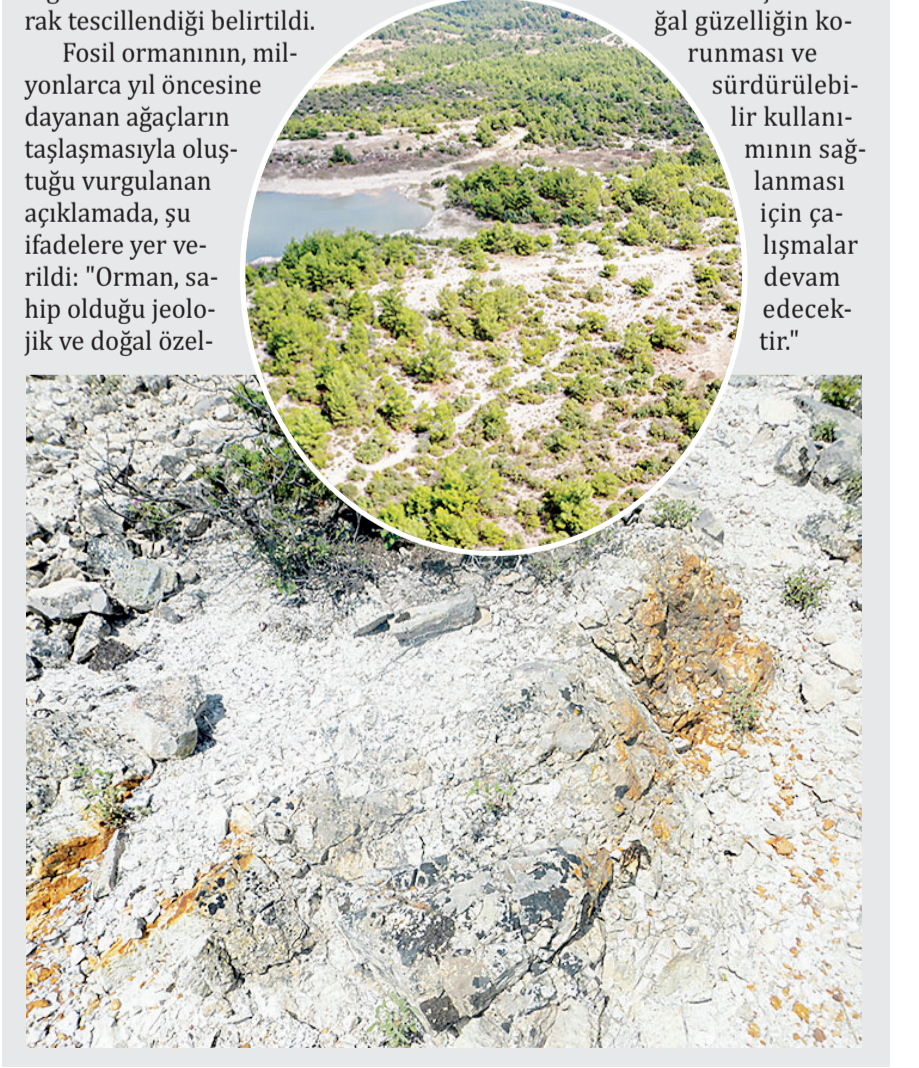 rak tescillendiği belirtildi.
Fosil ormanının, mil-
yonlarca yıl öncesine
dayanan ağaçların
taşlaşmasıyla oluş-
tuğu vurgulanan
açıklamada, şu
ifadelere yer ve-
rildi: "Orman, sa-
hip olduğu jeolo-
jik ve doğal özel-
ğal güzelliğin ko-
runması ve
sürdürülebi-
lir kullanı-
mının sağ-
lanması
için ça-
lışmalar
devam
edecek-
tir."